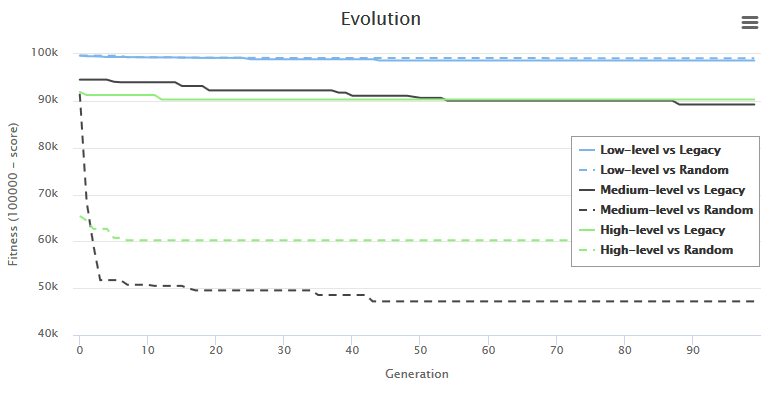 Evolution
Fitness (100000 - score)
100k
90k
80k
70k
60k
50k
40k
Low-level vs Legacy
Low-level vs Random
Medium-level vs Legacy
Medium-level vs Random
High-level vs Legacy
High-level vs Random
0 10 20 30 40 50 60 70 80 90
Generation